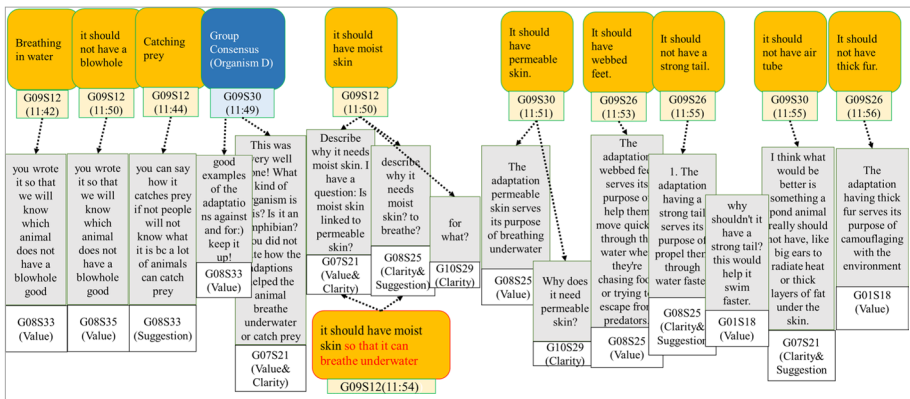 Breathing
in water
G09S12
(11:42)
it should
not have a
blowhole
G09S12
(11:50)
Catching
prey
G09S12
(11:44)
Group
Consensus
(Organism D)
G09S30
(11:49)
it should
have moist
skin
G09S12
(11:50)
It should
have
permeable
skin.
G09S30
(11:51)
It should
have
webbed
feet.
G09S26
(11:53)
It should
not have a
strong tail.
G09S26
(11:55)
it should
not have air
tube
G09S30
(11:55)
It should
not have
thick fur.
G09S26
(11:56)
you wrote
it so that
we will
know
which
animal
does not
have a
blowhole
good
G08S33
(Value)
you wrote
it so that
we will
know
which
animal
does not
have a
blowhole
good
G08S35
(Value)
you can say
how it
catches prey
if not people
will not
know what
it is bc a lot
of animals
can catch
prey
G08S33
(Suggestion)
good
examples
of the
adaptatio
ns against
and for:)
keep it
up!
G08S33
(Value)
This was
very well
! What
kind of
organism is
Is it an
did not
how the
helped the
animal
breathe
underwater
or catch prey
G07S21
(Value&
Clarity)
Describe
why it needs
moist skin. I
have a
question: Is
moist skin
linked to
permeable
skin?
G07S21
(Value&
Clarity)
describe
why it
needs
moist
skin? to
breathe?
G08S25
(Clarity&
Suggestion)
for
what?
G10S29
(Clarity)
it should have moist
skin so that it can
breathe underwater
G09S12(11:54)
The
adaptation
permeable
skin serves
its purpose
of breathing
underwater
G08S25
(Value)
Why does
it need
permeable
skin?
G10S29
(Clarity)
The
adaptation
webbed
serves its
purpose
help them
move quick
through
water when
they're
chasing
or trying
escape from
predators.
G08S25
(Value)
1. The
adaptation
having a
strong tail
serves its
purpose of
propel them
through
water faste
G08S25
(Clarity&
Suggestion
why
shouldn't it
have a
strong tail?
this would
help it
swim
faster.
G01S18
(Value)
I think what
would be
better is
something a
pond animal
really should
not have, like
big ears to
radiate heat
or thick
layers of fat
under the
skin.
G07S21
(Clarity&
Suggestion
The
adaptation
having thick
fur serves its
purpose of
camouflaging
with the
environment
G01S18
(Value)